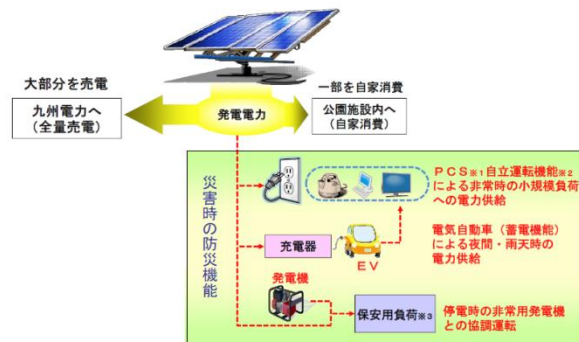 大部分を売電
九州電力へ
(全量売電)
発電電力
一部を自家消費
公園施設内へ
(自家消費)
災害時の防災機能
PCS※1自立運転機能※2
による非常時の小規模負荷
への電力供給
充電器
EV
電気自動車(蓄電機能)
による夜間・雨天時の
電力供給
発電機
保安用負荷※3
停電時の非常用発電機
との協調運転